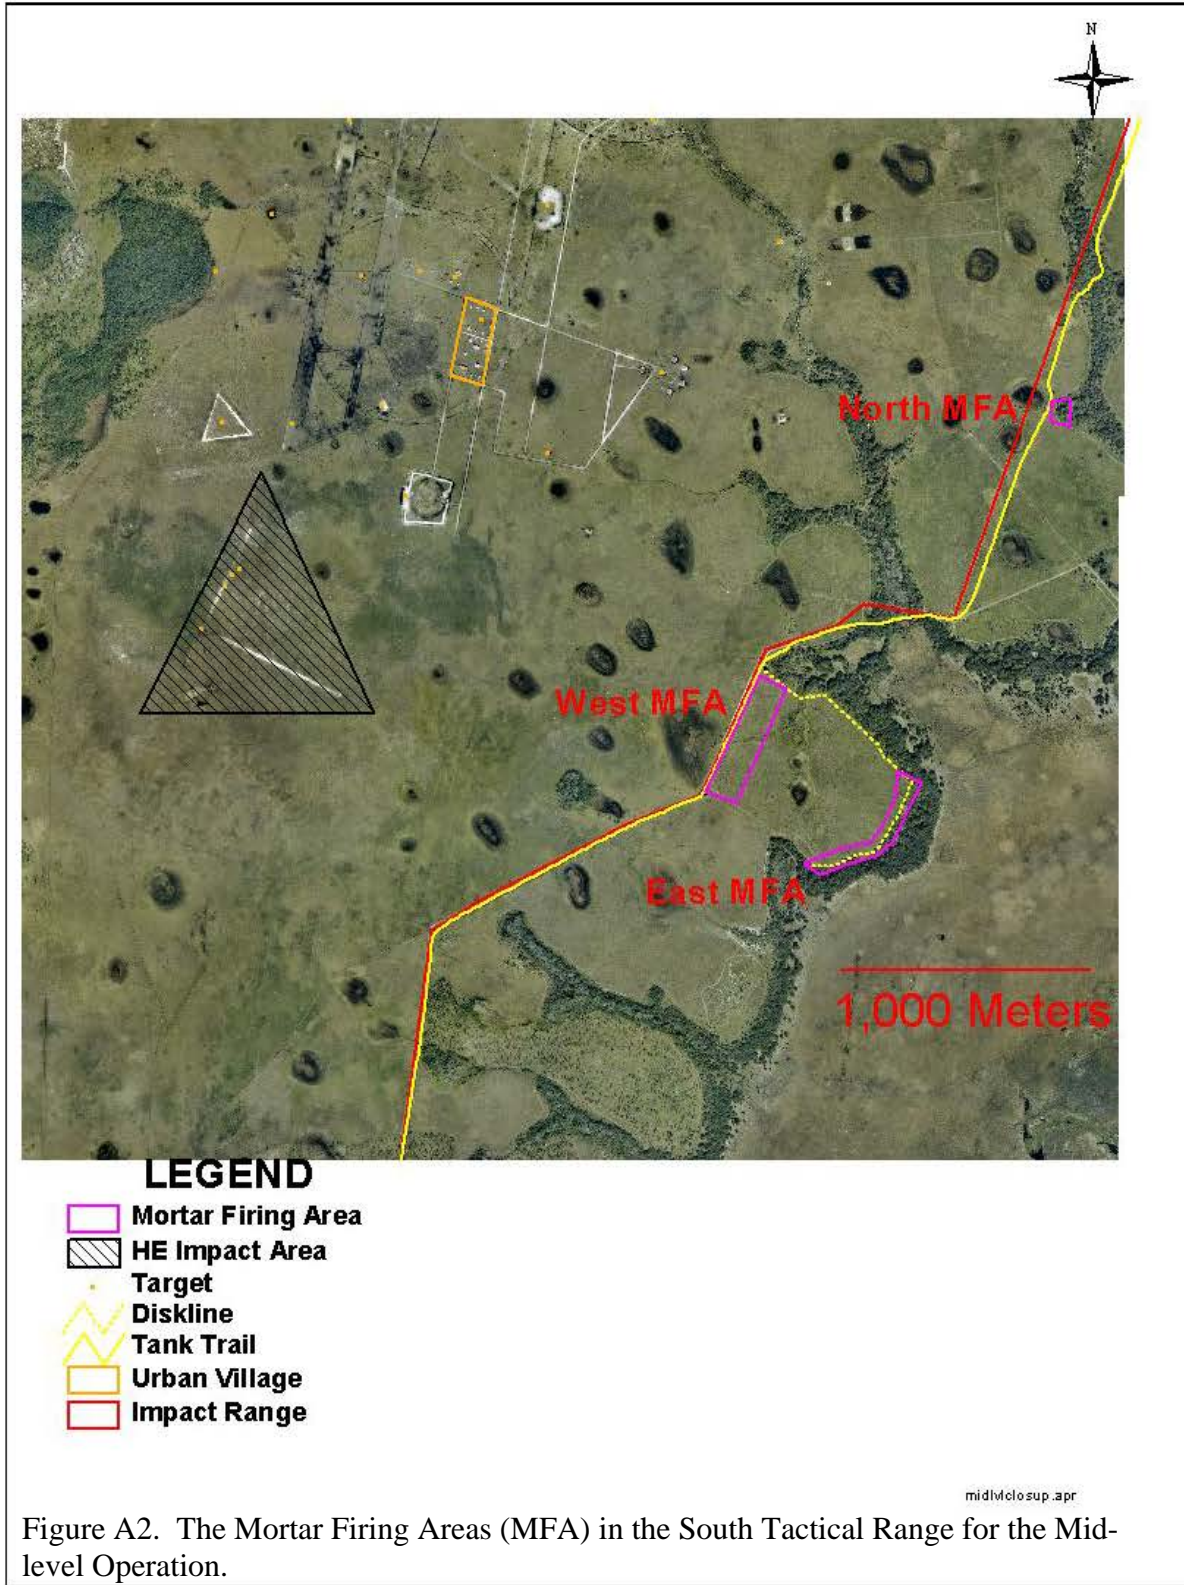 N
North MFA
West MFA
East MFA
1,000 Meters
LEGEND
Mortar Firing Area
HE Impact Area
Target
Diskline
Tank Trail
Urban Village
Impact Range
midlvlclosup.apr
Figure A2. The Mortar Firing Areas (MFA) in the South Tactical Range for the Mid-
level Operation.